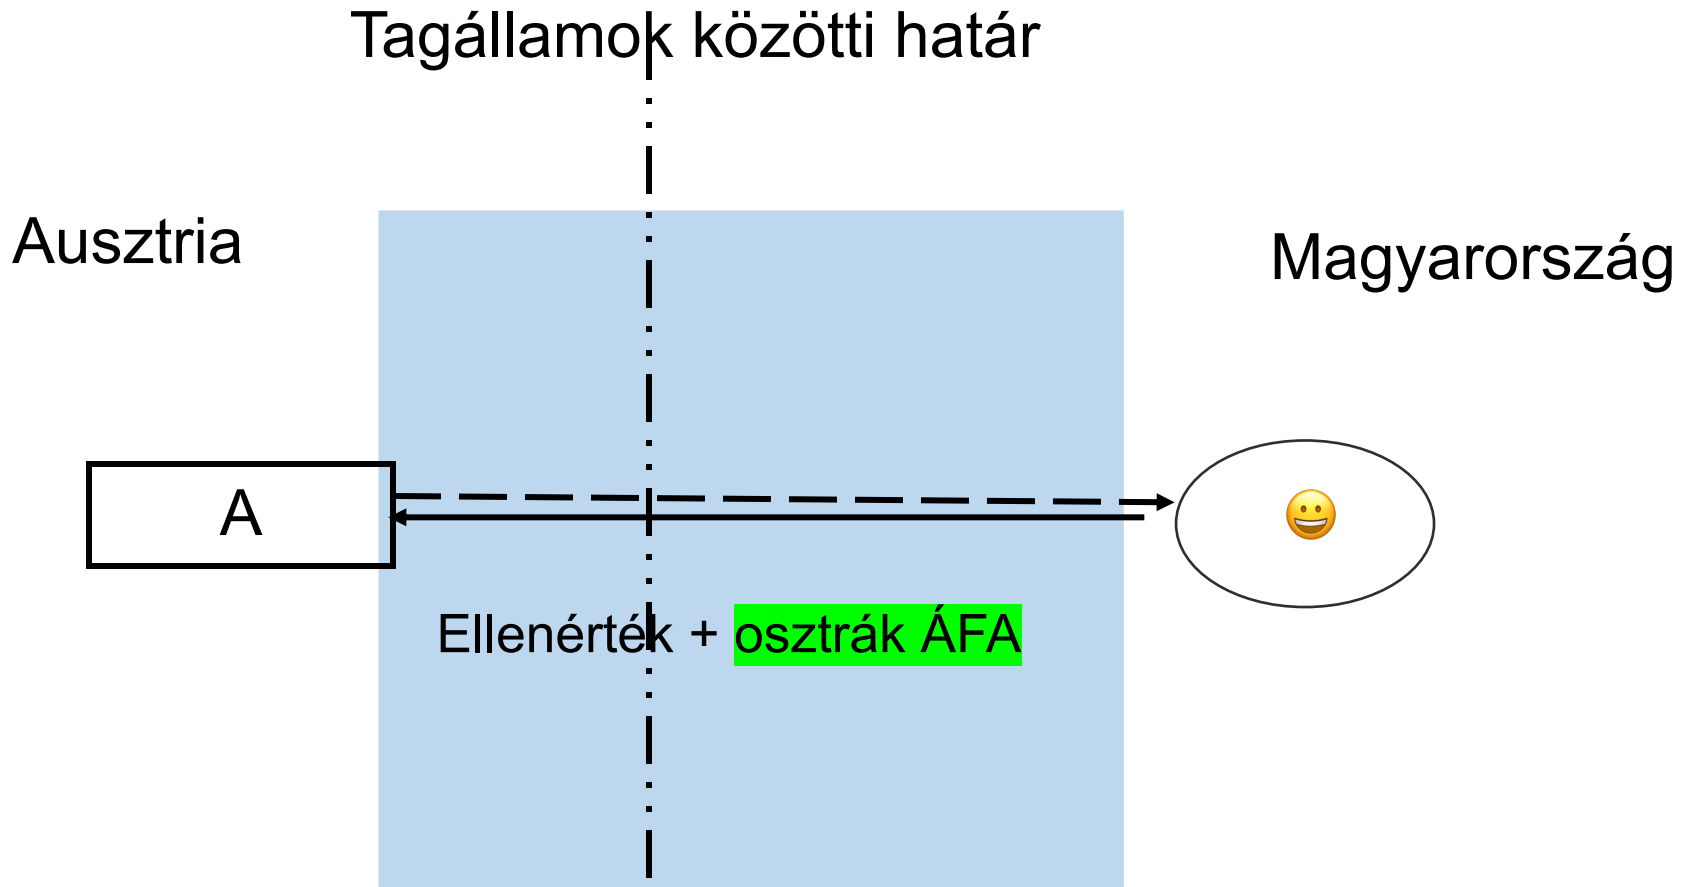 Tagállamok közötti határ
Ausztria
Magyarország
A
Ellenérték + osztrák ÁFA